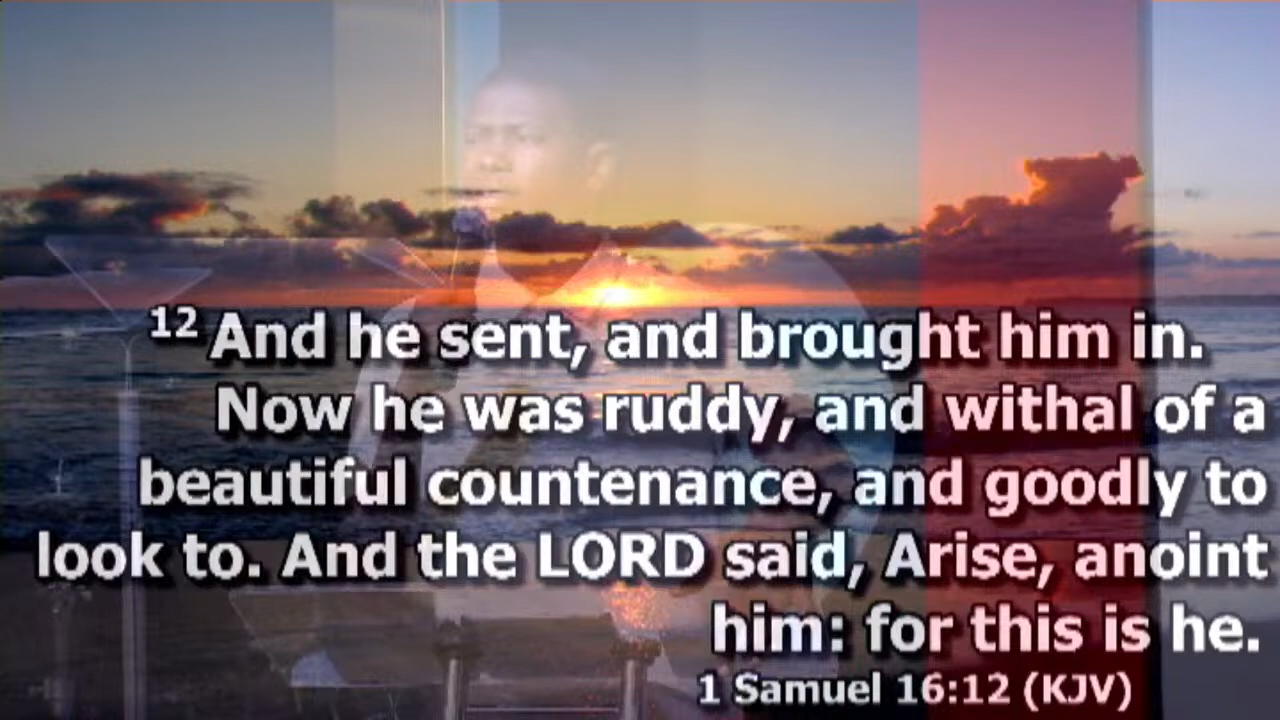 12 And he sent, and brought him in.
Now he was ruddy, and withal of a
beautiful countenance, and goodly to
look to. And the LORD said, Arise, anoint
him: for this is he.
1 Samuel 16:12 (KJV)